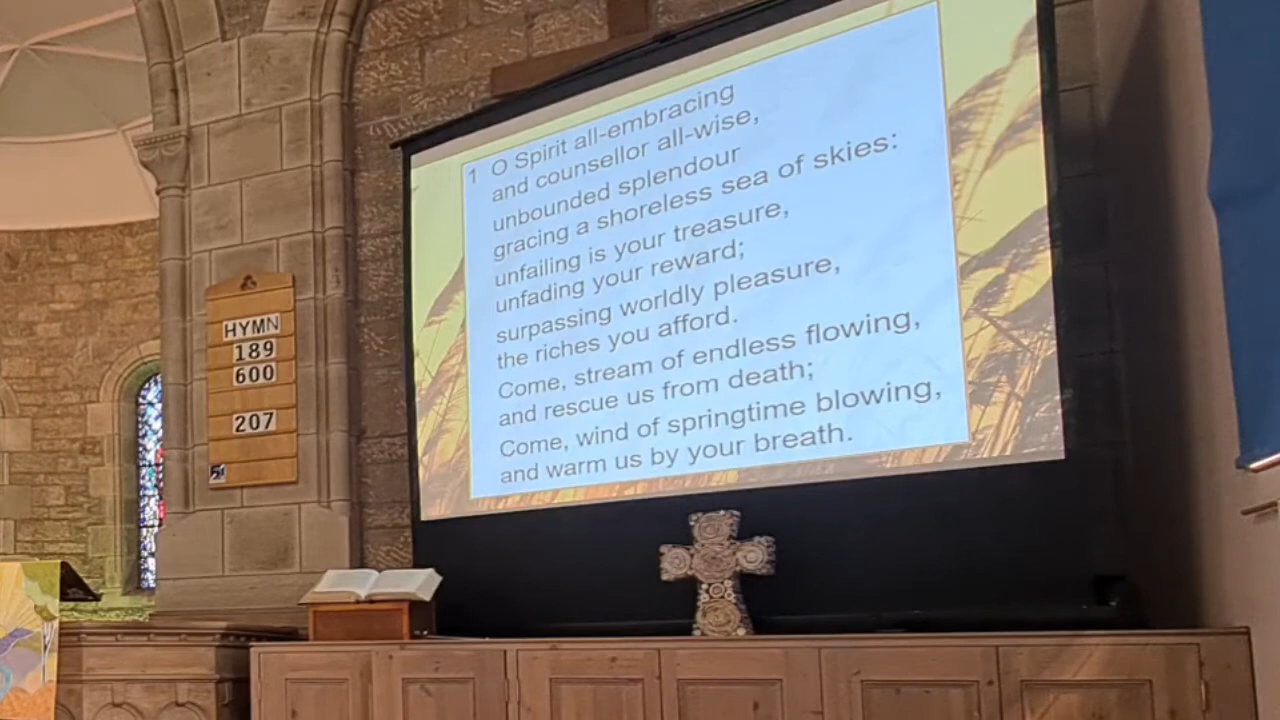 HYMN
189
600
207
1 O Spirit all-embracing
and counsellor all-wise,
unbounded splendour
gracing a shoreless sea of skies:
unfailing is your treasure,
unfading your reward;
surpassing worldly pleasure,
the riches you afford.
Come, stream of endless flowing,
and rescue us from death;
Come, wind of springtime blowing,
and warm us by your breath.